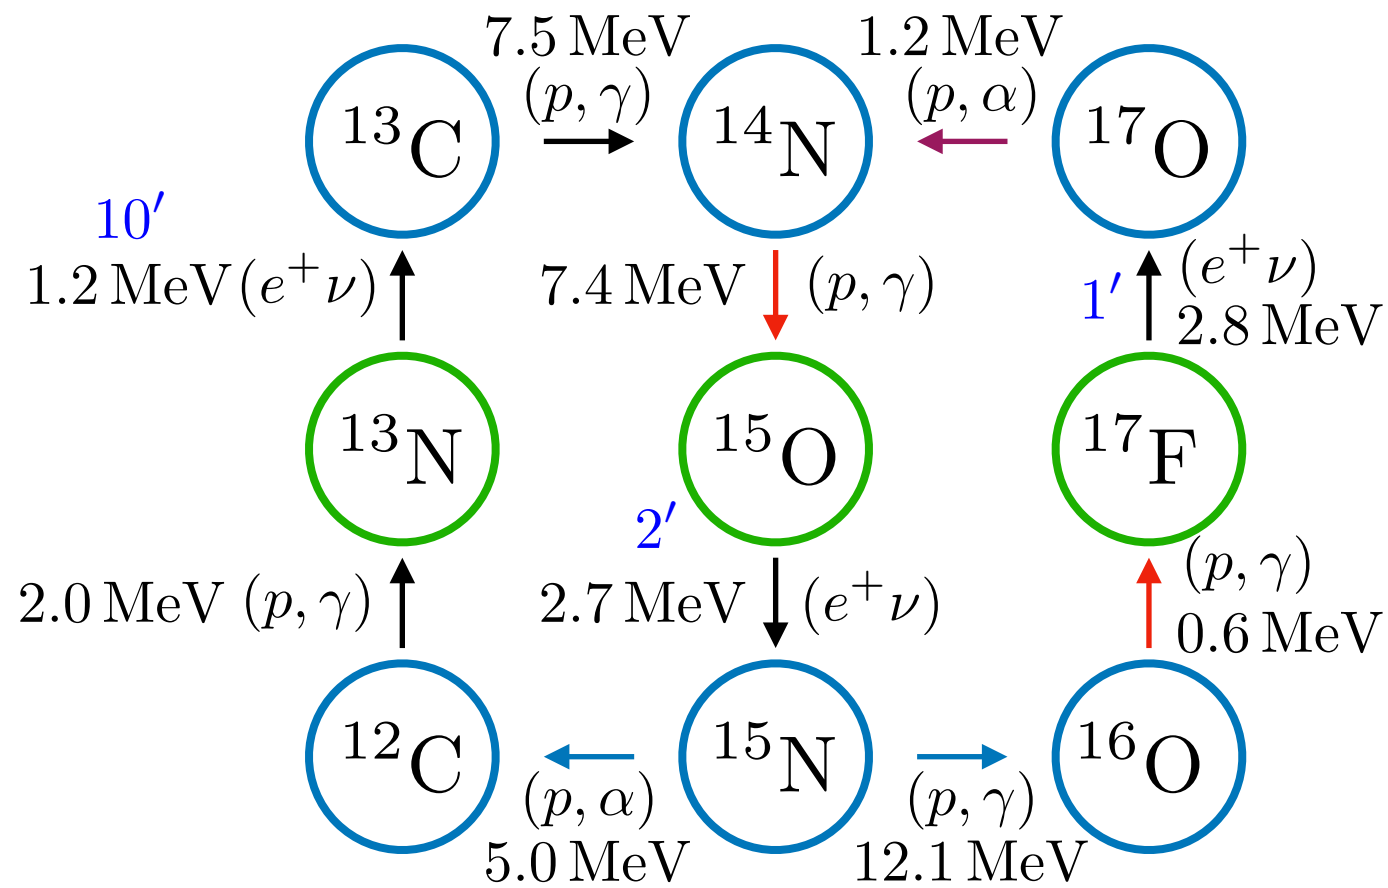 7.5 MeV 1.2 MeV
(p, γ) (p, α)
¹³C ¹⁴N ¹⁷O
10′
1.2 MeV (e⁺ν) 7.4 MeV (p, γ) 1′ (e⁺ν)
2.8 MeV
¹³N ¹⁵O ¹⁷F
2′
2.0 MeV (p, γ) 2.7 MeV (e⁺ν) (p, γ)
0.6 MeV
¹²C ¹⁵N ¹⁶O
(p, α) (p, γ)
5.0 MeV 12.1 MeV